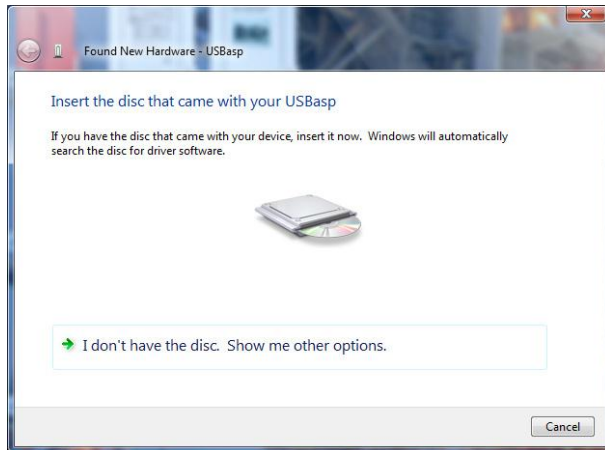 Found New Hardware - USBasp
Insert the disc that came with your USBasp
If you have the disc that came with your device, insert it now.  Windows will automatically
search the disc for driver software.
I don't have the disc.  Show me other options.
Cancel